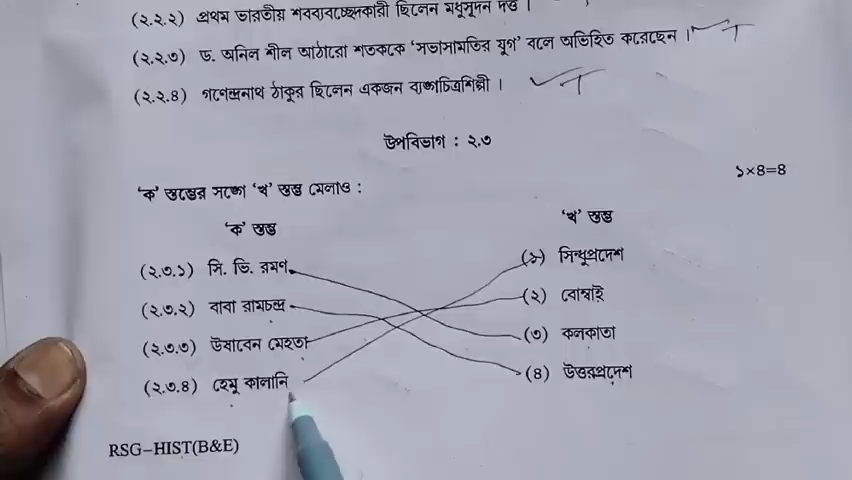 (২.২.২) প্রথম ভারতীয় শবব্যবচ্ছেদকারী ছিলেন মধুসূদন দত্ত ।
(২.২.৩) ড. অনিল শীল আঠারো শতককে ‘সভাসমিতির যুগ’ বলে অভিহিত করেছেন । T
(২.২.৪) গগনেন্দ্রনাথ ঠাকুর ছিলেন একজন ব্যঙ্গচিত্রশিল্পী । T
উপবিভাগ : ২.৩
১×৪=৪
‘ক’ স্তম্ভের সঙ্গে ‘খ’ স্তম্ভ মেলাও :
‘ক’ স্তম্ভ ‘খ’ স্তম্ভ
(২.৩.১) সি. ভি. রমণ (১) সিন্ধুপ্রদেশ
(২.৩.২) বাবা রামচন্দ্র (২) বোম্বাই
(২.৩.৩) উষাবেন মেহতা (৩) কলকাতা
(২.৩.৪) হেমু কালানি (৪) উত্তরপ্রদেশ
RSG–HIST(B&E)